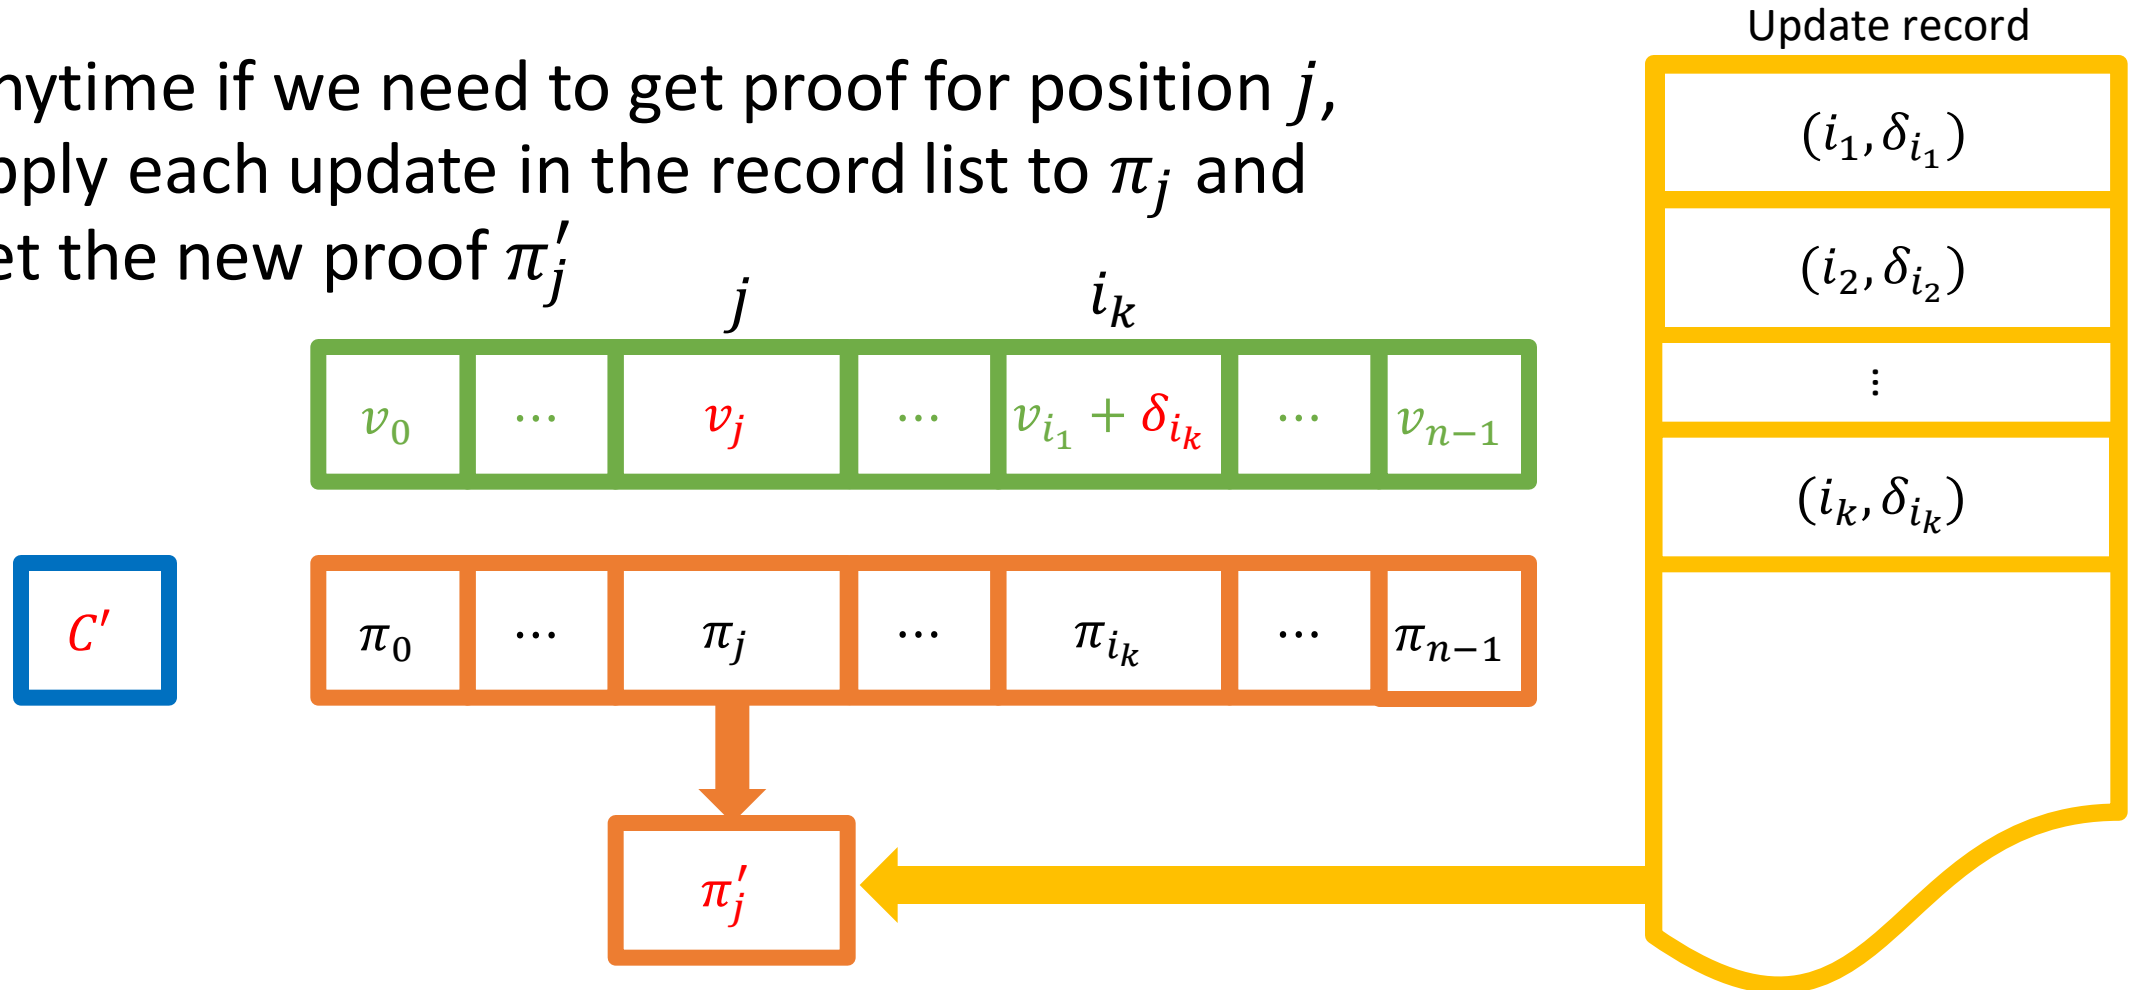 Update record
nytime if we need to get proof for position j,
pply each update in the record list to π_j and
et the new proof π′_j
(i_1, δ_{i_1})
(i_2, δ_{i_2})
⋮
(i_k, δ_{i_k})
j i_k
v_0 ⋯ v_j ⋯ v_{i_1} + δ_{i_k} ⋯ v_{n−1}
C′
π_0 ⋯ π_j ⋯ π_{i_k} ⋯ π_{n−1}
π′_j